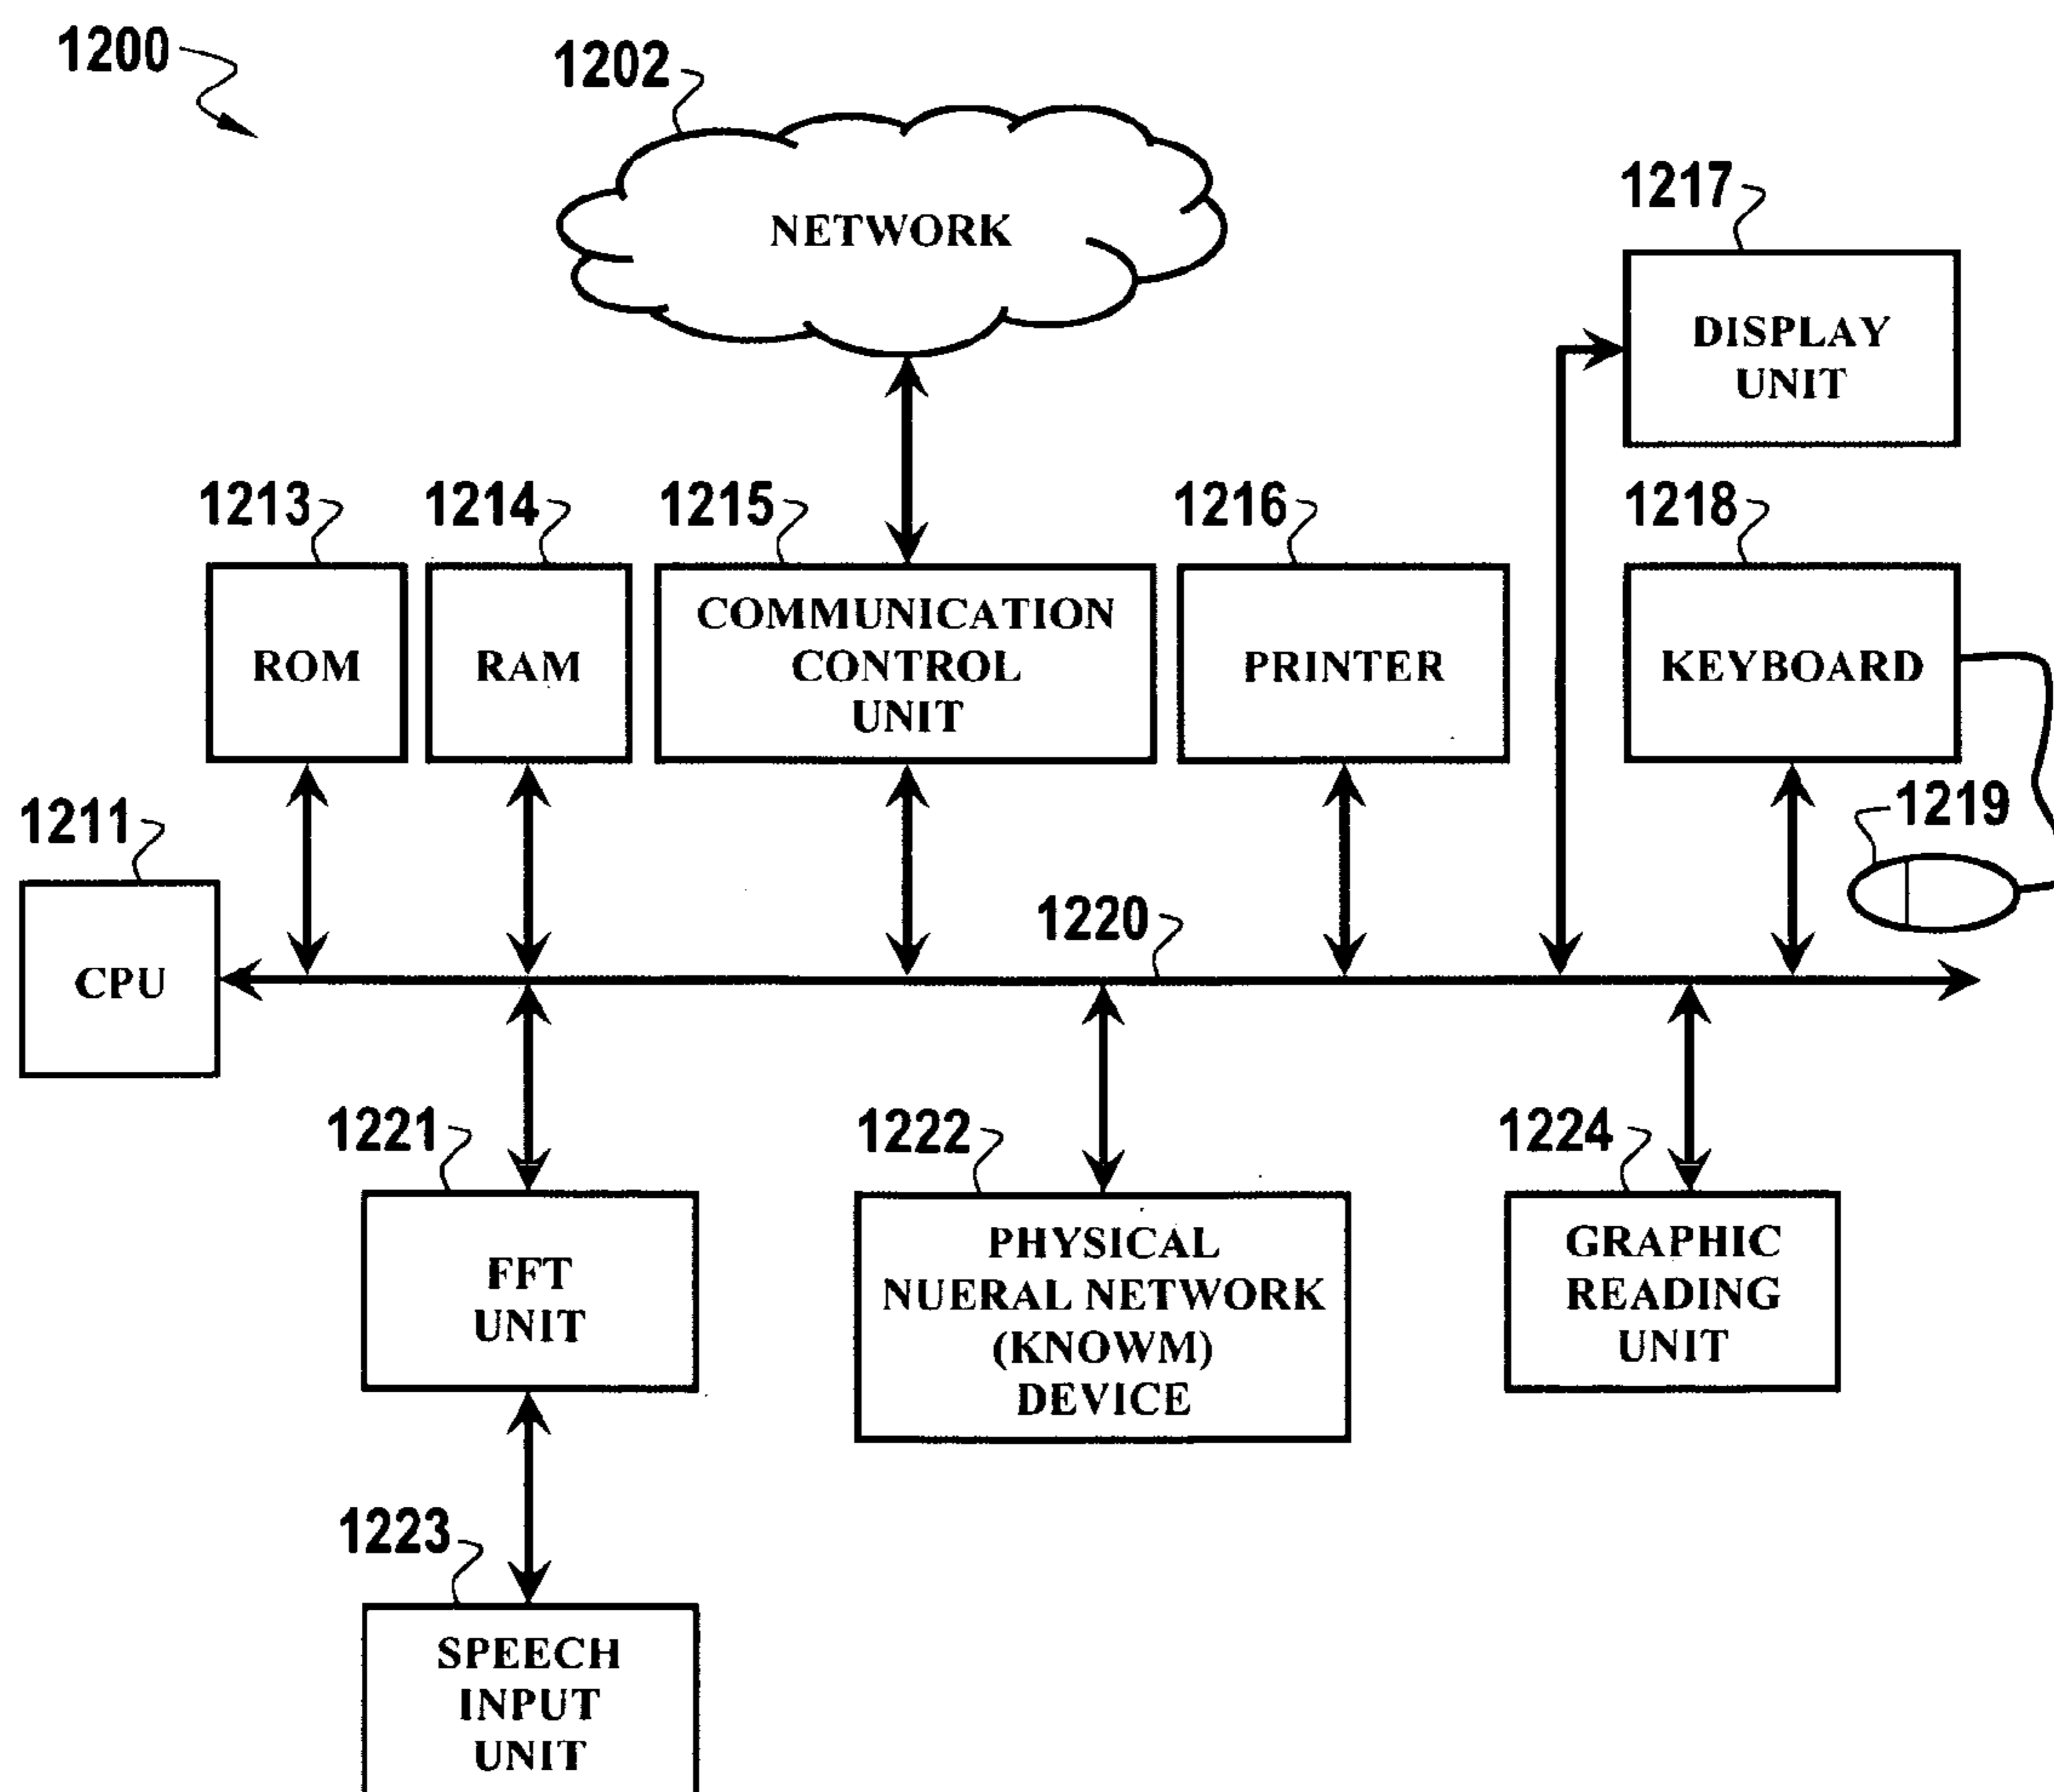 1200
1202
NETWORK
1217
DISPLAY
UNIT
1213
1214
1215
1216
1218
ROM
RAM
COMMUNICATION
CONTROL
UNIT
PRINTER
KEYBOARD
1211
1219
CPU
1220
1221
1222
1224
FFT
UNIT
PHYSICAL
NUERAL NETWORK
(KNOWM)
DEVICE
GRAPHIC
READING
UNIT
1223
SPEECH
INPUT
UNIT